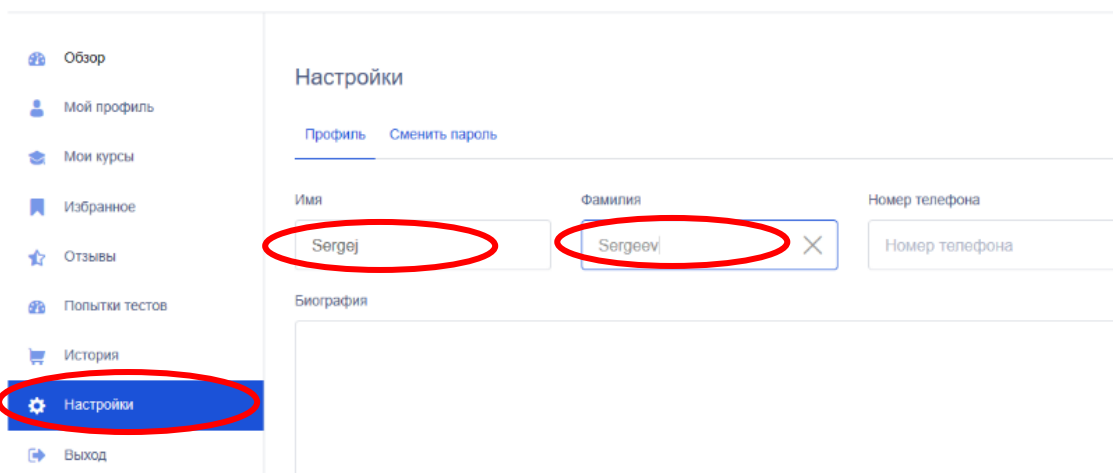 Обзор
Мой профиль
Мои курсы
Избранное
Отзывы
Попытки тестов
История
Настройки
Выход
Настройки
Профиль Сменить пароль
Имя Фамилия Номер телефона
Sergej Sergeev Номер телефона
Биография